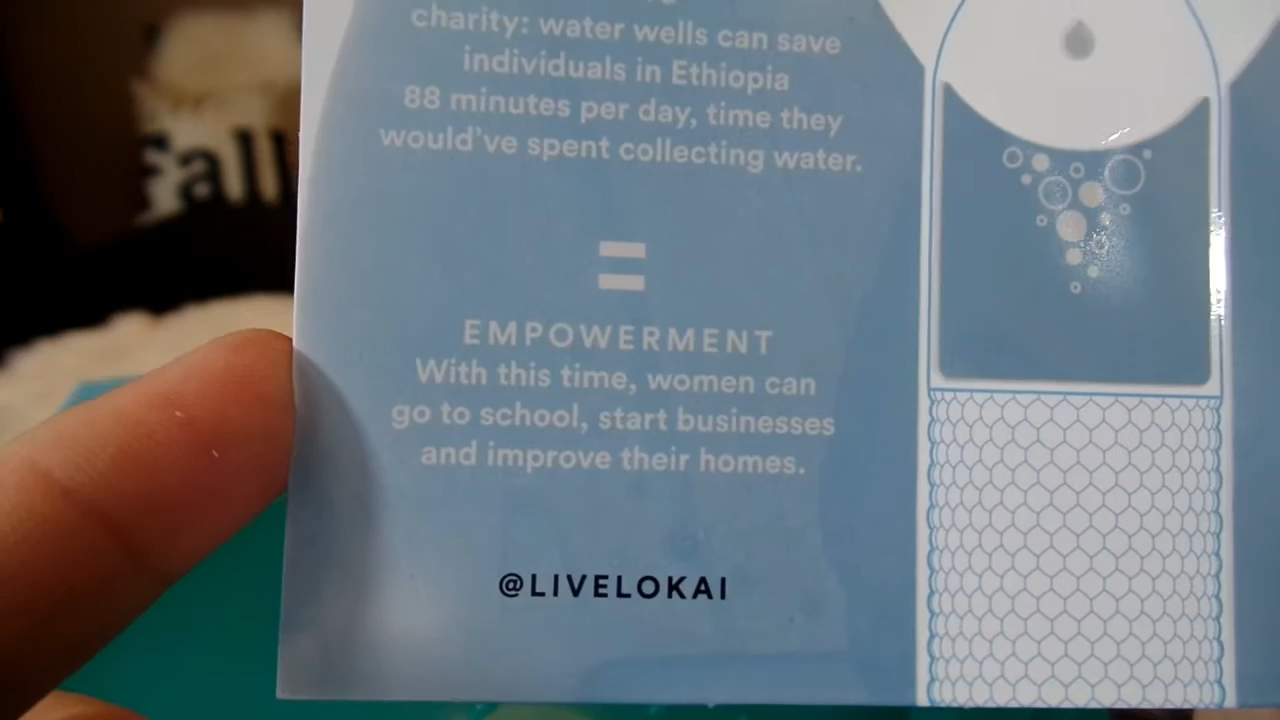 charity: water wells can save
individuals in Ethiopia
88 minutes per day, time they
would've spent collecting water.
=
EMPOWERMENT
With this time, women can
go to school, start businesses
and improve their homes.
@LIVELOKAI
Fall